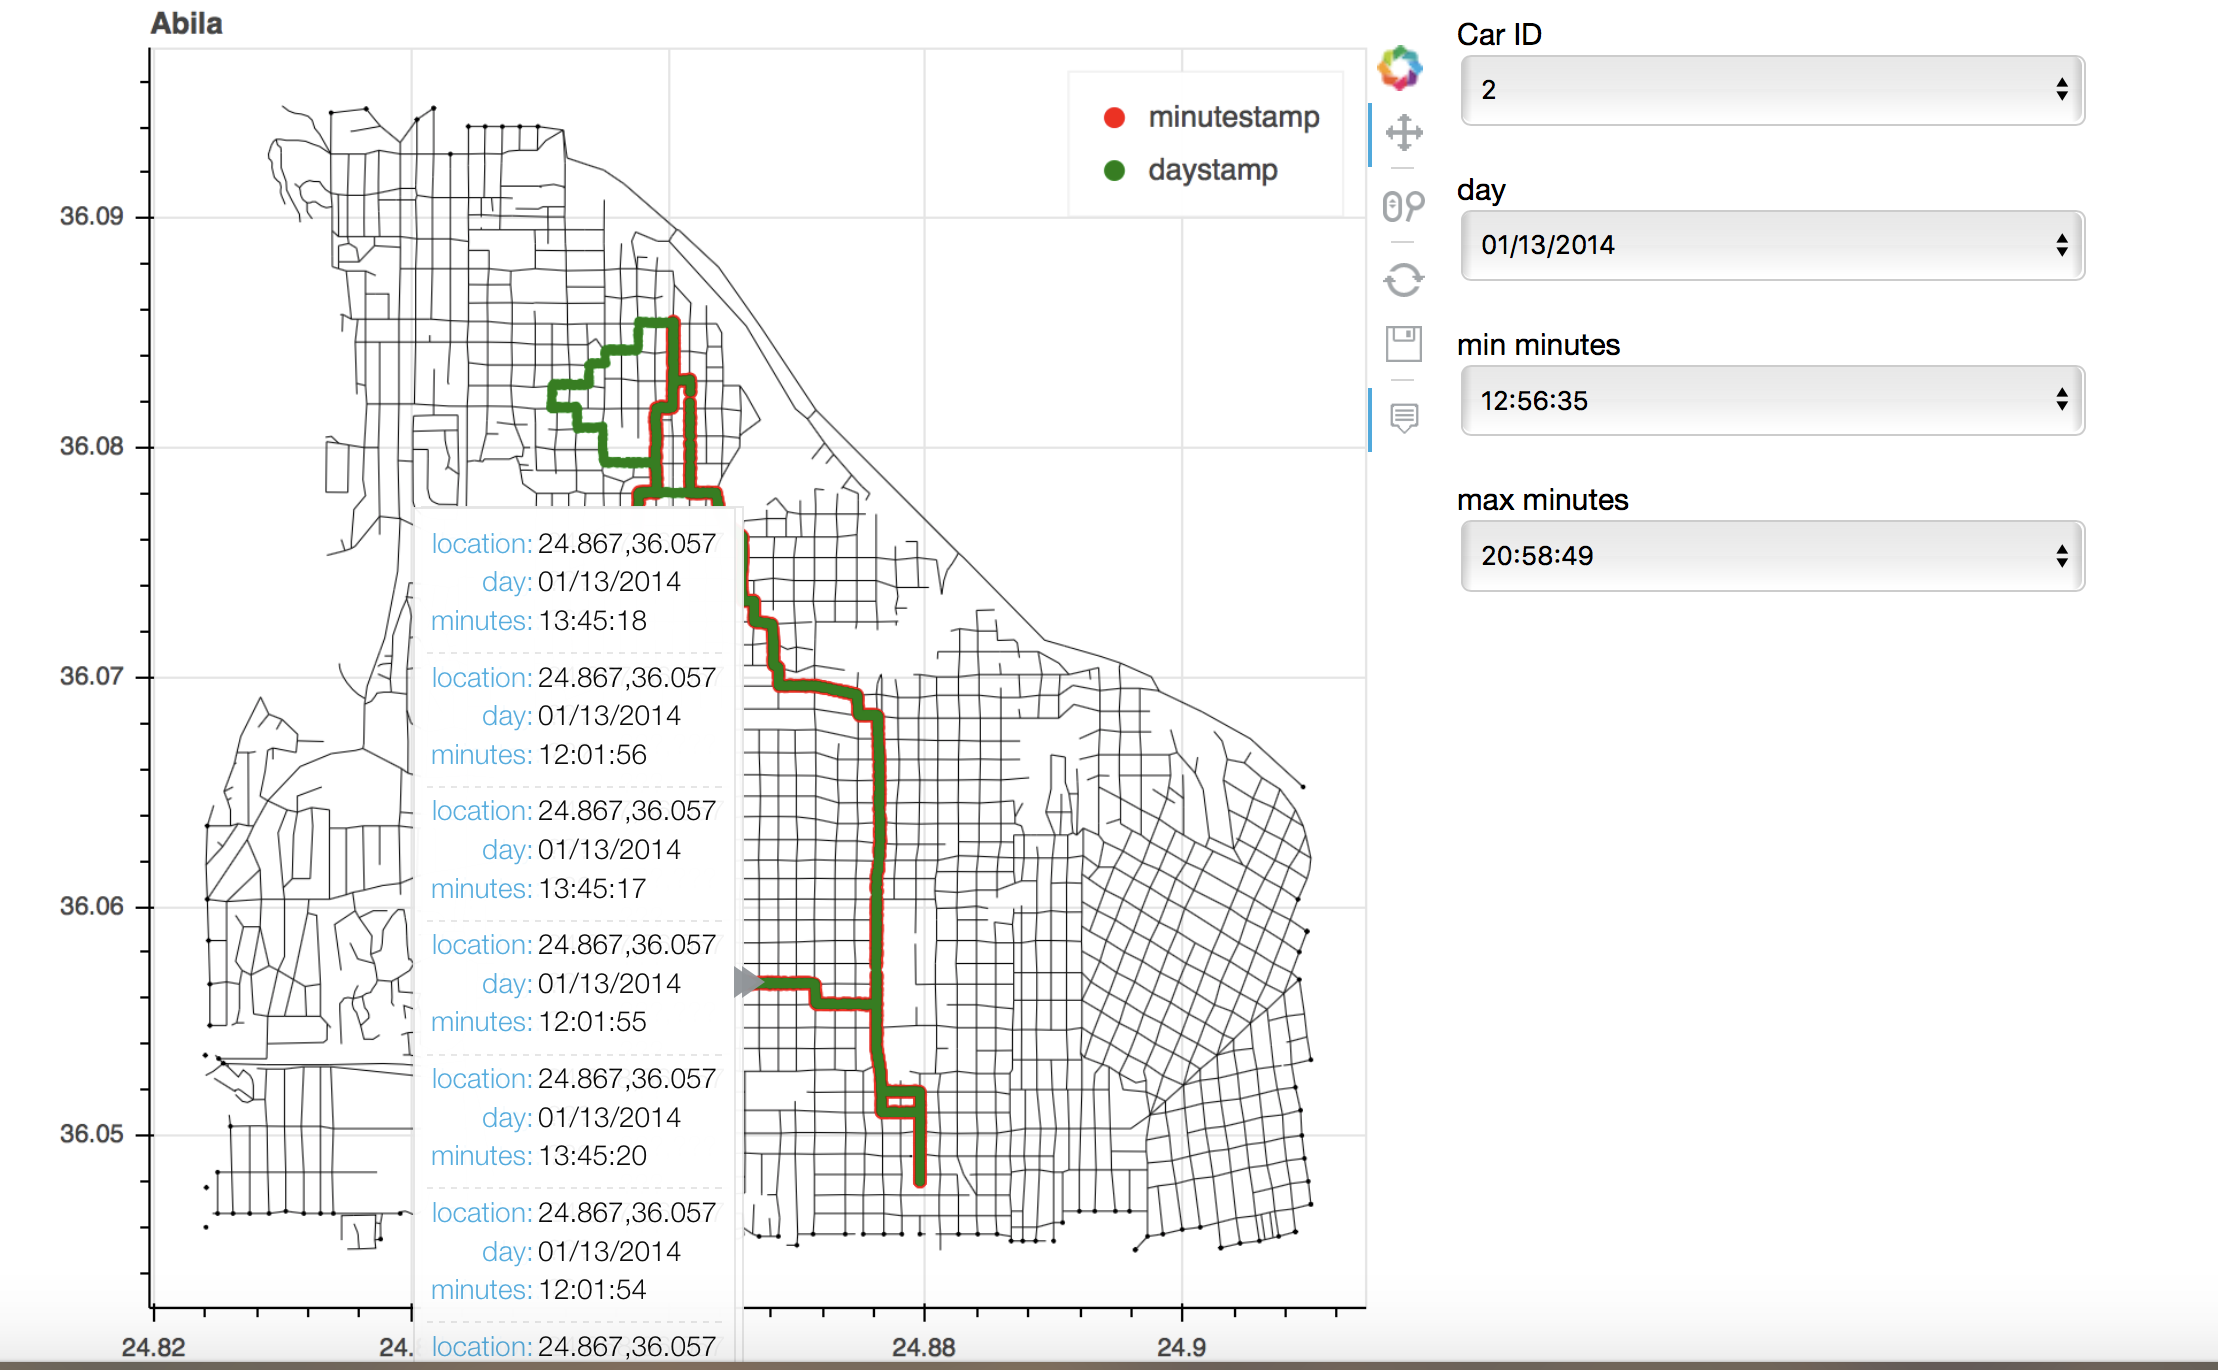 Abila
minutestamp
daystamp
36.09
36.08
36.07
36.06
36.05
24.82
24.
24.88
24.9
location: 24.867,36.057
day: 01/13/2014
minutes: 13:45:18
location: 24.867,36.057
day: 01/13/2014
minutes: 12:01:56
location: 24.867,36.057
day: 01/13/2014
minutes: 13:45:17
location: 24.867,36.057
day: 01/13/2014
minutes: 12:01:55
location: 24.867,36.057
day: 01/13/2014
minutes: 13:45:20
location: 24.867,36.057
day: 01/13/2014
minutes: 12:01:54
location: 24.867,36.057
Car ID
2
day
01/13/2014
min minutes
12:56:35
max minutes
20:58:49